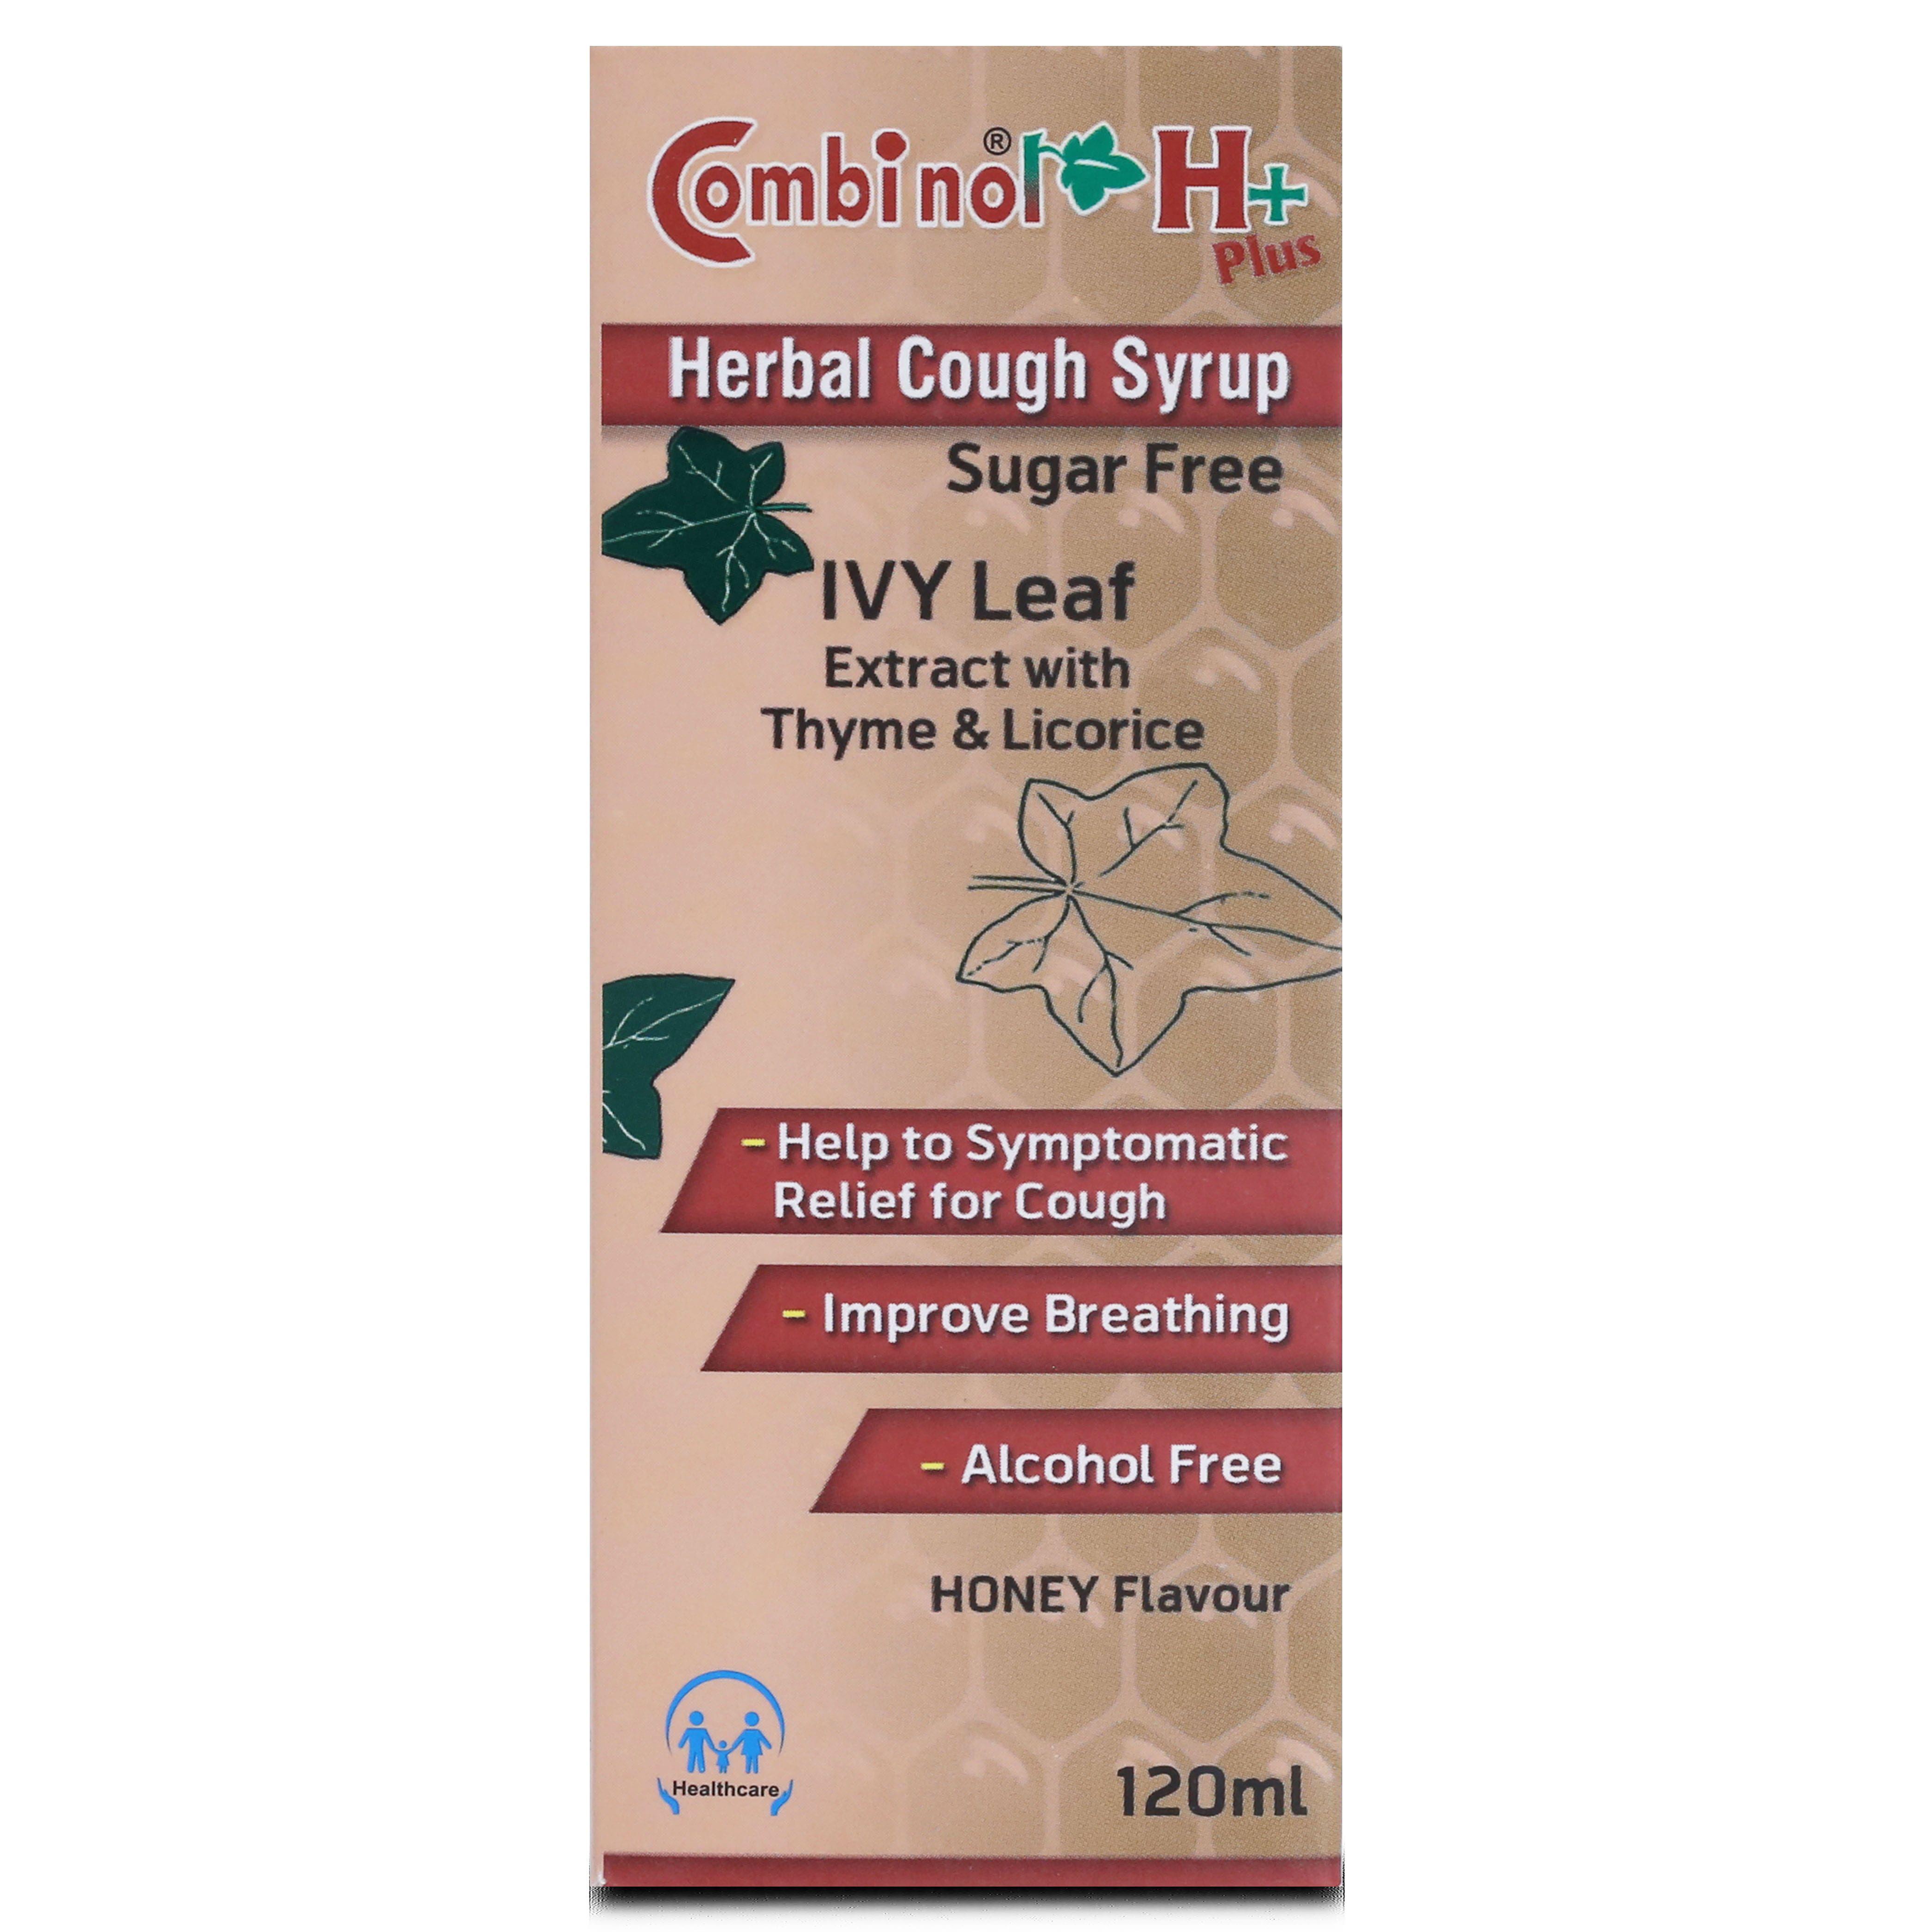 Combinol® H+
Plus
Herbal Cough Syrup
Sugar Free
IVY Leaf
Extract with
Thyme & Licorice
- Help to Symptomatic
Relief for Cough
- Improve Breathing
- Alcohol Free
HONEY Flavour
Healthcare
120ml